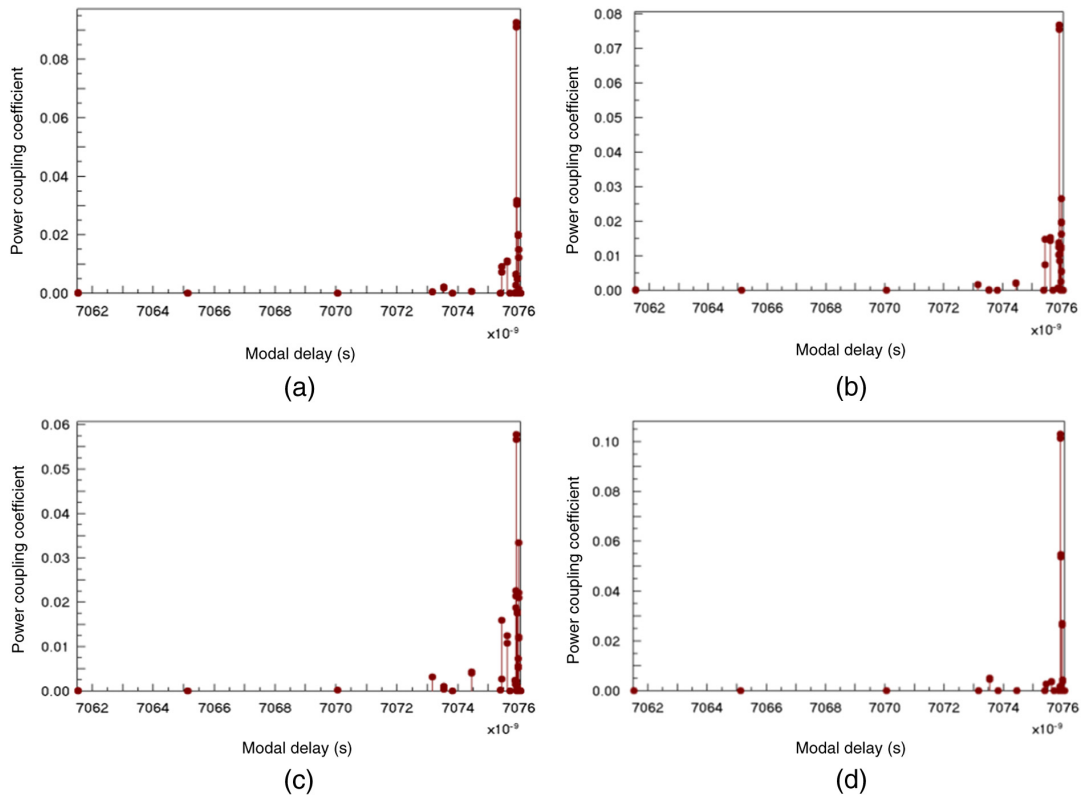 Power coupling coefficient
0.08
0.06
0.04
0.02
0.00
7062 7064 7066 7068 7070 7072 7074 7076
x10⁻⁹
Modal delay (s)
(a)
Power coupling coefficient
0.08
0.07
0.06
0.05
0.04
0.03
0.02
0.01
0.00
7062 7064 7066 7068 7070 7072 7074 7076
x10⁻⁹
Modal delay (s)
(b)
Power coupling coefficient
0.06
0.05
0.04
0.03
0.02
0.01
0.00
7062 7064 7066 7068 7070 7072 7074 7076
x10⁻⁹
Modal delay (s)
(c)
Power coupling coefficient
0.10
0.08
0.06
0.04
0.02
0.00
7062 7064 7066 7068 7070 7072 7074 7076
x10⁻⁹
Modal delay (s)
(d)